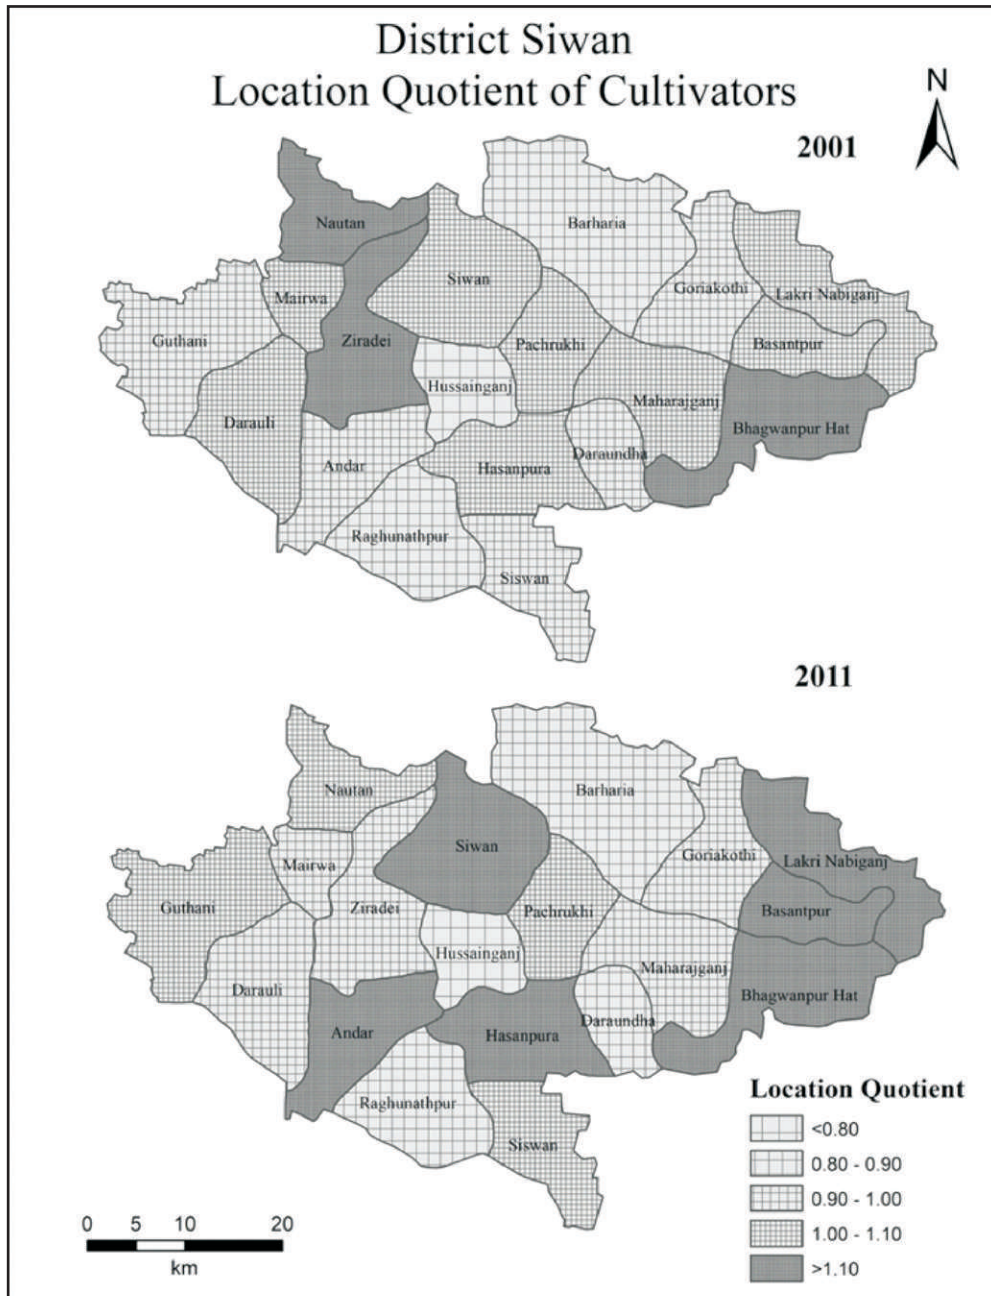 District Siwan
Location Quotient of Cultivators
N
2001
Nautan
Barharia
Siwan
Goriakothi
Lakri Nabiganj
Mairwa
Guthani
Ziradei
Pachrukhi
Basantpur
Hussainganj
Maharajganj
Darauli
Bhagwanpur Hat
Andar
Hasanpura
Daraundha
Raghunathpur
Siswan
2011
Nautan
Barharia
Siwan
Goriakothi
Lakri Nabiganj
Mairwa
Guthani
Ziradei
Pachrukhi
Basantpur
Hussainganj
Maharajganj
Darauli
Bhagwanpur Hat
Andar
Hasanpura
Daraundha
Raghunathpur
Siswan
Location Quotient
<0.80
0.80 - 0.90
0.90 - 1.00
1.00 - 1.10
>1.10
0 5 10 20
km